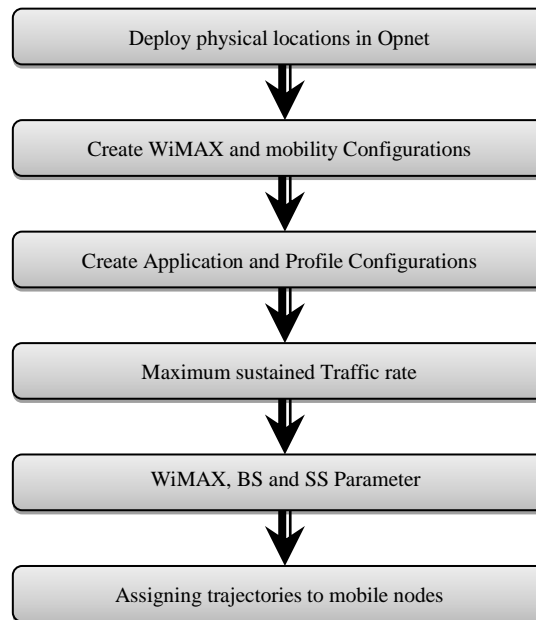 Deploy physical locations in Opnet
Create WiMAX and mobility Configurations
Create Application and Profile Configurations
Maximum sustained Traffic rate
WiMAX, BS and SS Parameter
Assigning trajectories to mobile nodes